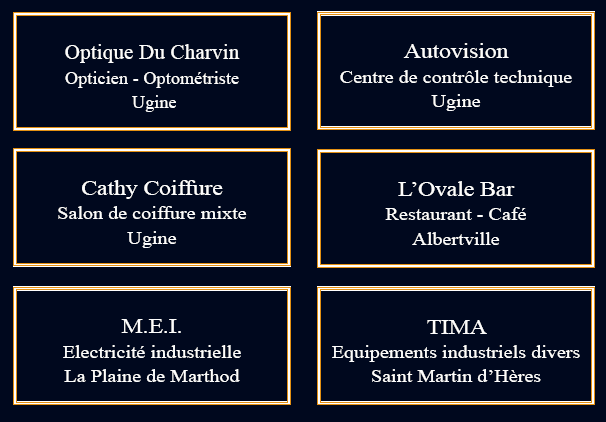 Optique Du Charvin
Opticien - Optométriste
Ugine
Autovision
Centre de contrôle technique
Ugine
Cathy Coiffure
Salon de coiffure mixte
Ugine
L’Ovale Bar
Restaurant - Café
Albertville
M.E.I.
Electricité industrielle
La Plaine de Marthod
TIMA
Equipements industriels divers
Saint Martin d’Hères